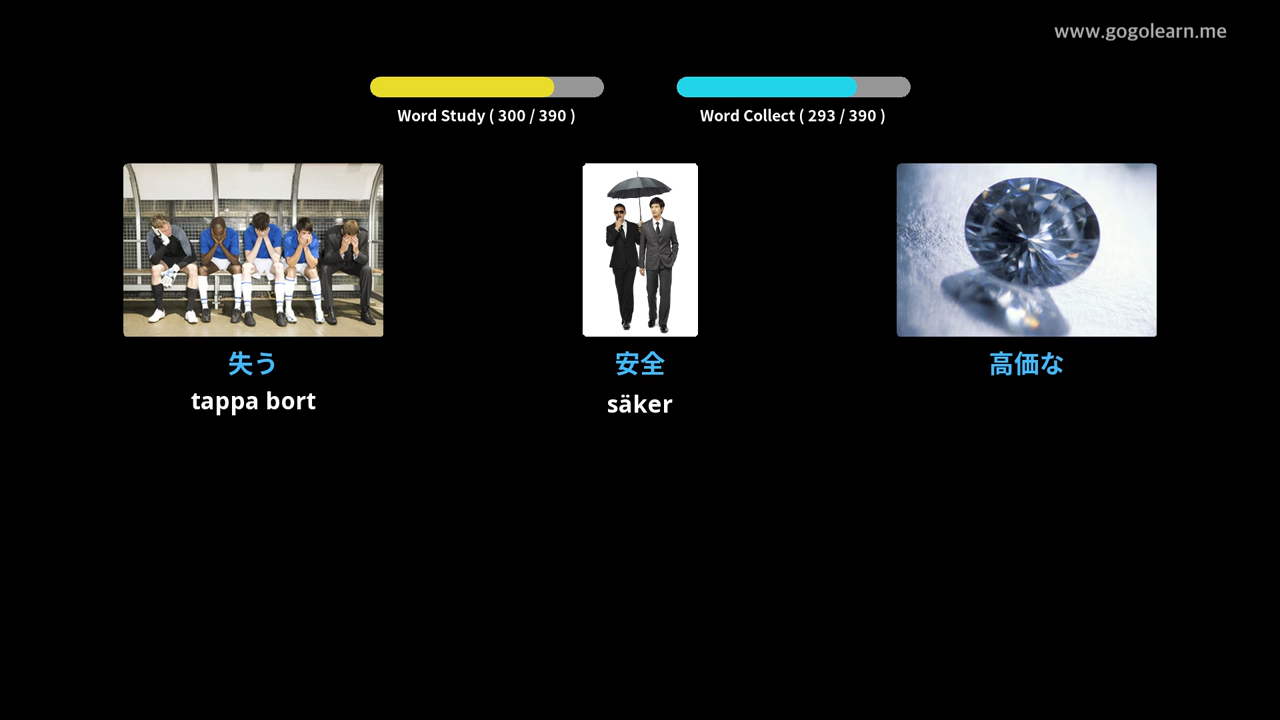 www.gogolearn.me
Word Study ( 300 / 390 )
Word Collect ( 293 / 390 )
失う
tappa bort
安全
säker
高価な